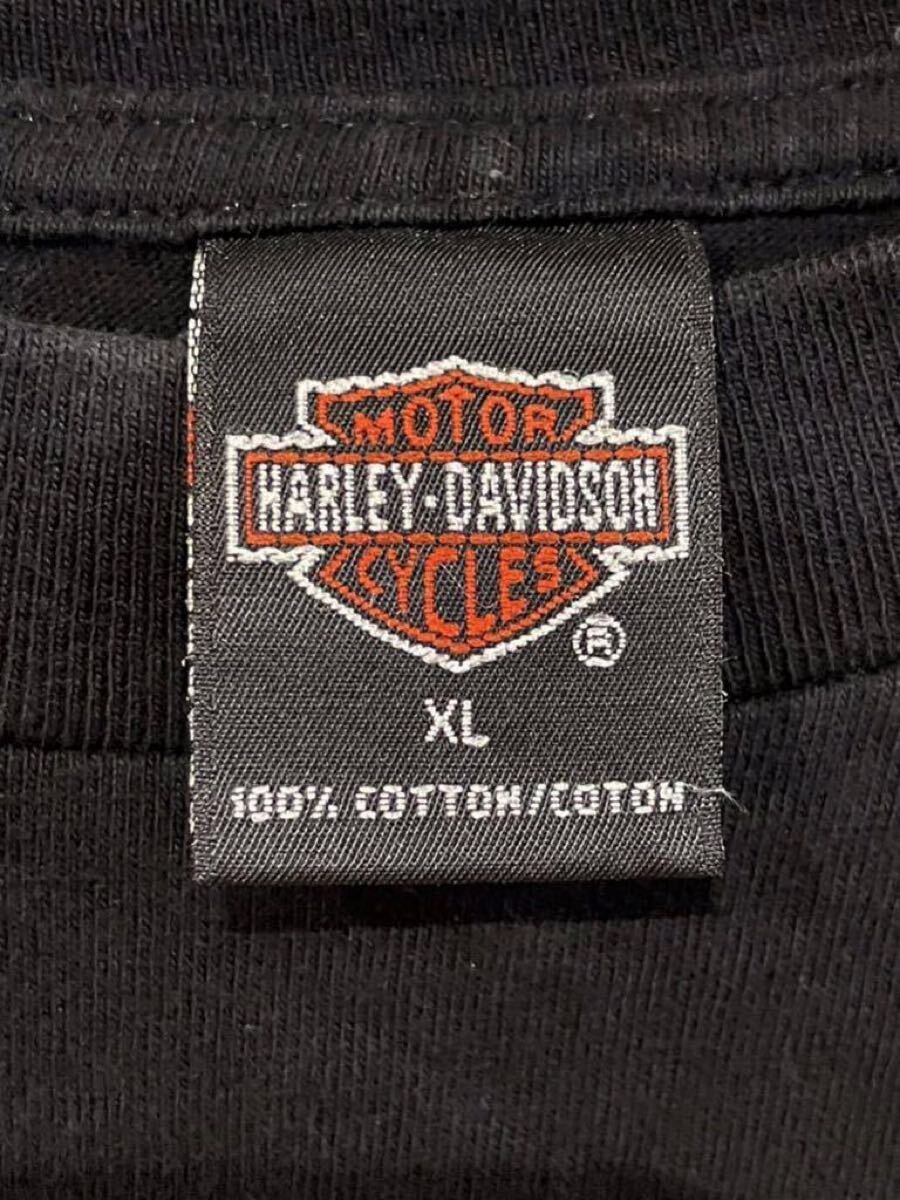 MOTOR
HARLEY-DAVIDSON
CYCLES
®
XL
100% COTTON/COTON